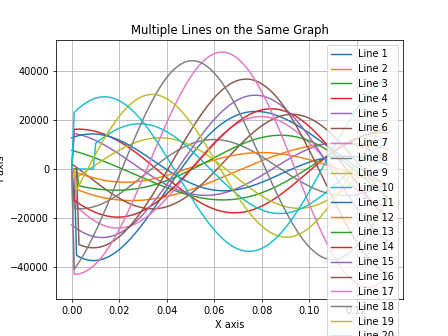 Multiple Lines on the Same Graph
40000
20000
0
−20000
−40000
0.00
0.02
0.04
0.06
0.08
0.10
X axis
Line 1
Line 2
Line 3
Line 4
Line 5
Line 6
Line 7
Line 8
Line 9
Line 10
Line 11
Line 12
Line 13
Line 14
Line 15
Line 16
Line 17
Line 18
Line 19
Line 20